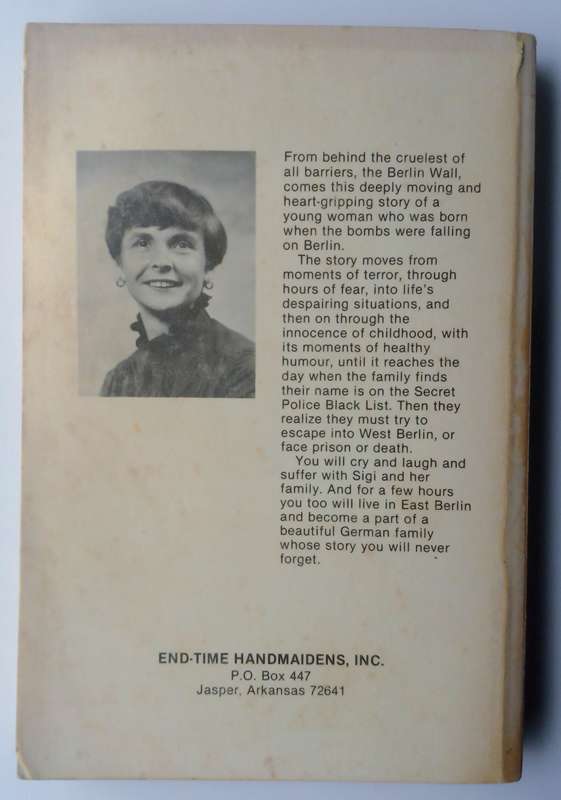 From behind the cruelest of
all barriers, the Berlin Wall,
comes this deeply moving and
heart-gripping story of a
young woman who was born
when the bombs were falling
on Berlin.
The story moves from
moments of terror, through
hours of fear, into life's
despairing situations, and
then on through the
innocence of childhood, with
its moments of healthy
humour, until it reaches the
day when the family finds
their name is on the Secret
Police Black List. Then they
realize they must try to
escape into West Berlin, or
face prison or death.
You will cry and laugh and
suffer with Sigi and her
family. And for a few hours
you too will live in East Berlin
and become a part of a
beautiful German family
whose story you will never
forget.
END-TIME HANDMAIDENS, INC.
P.O. Box 447
Jasper, Arkansas 72641